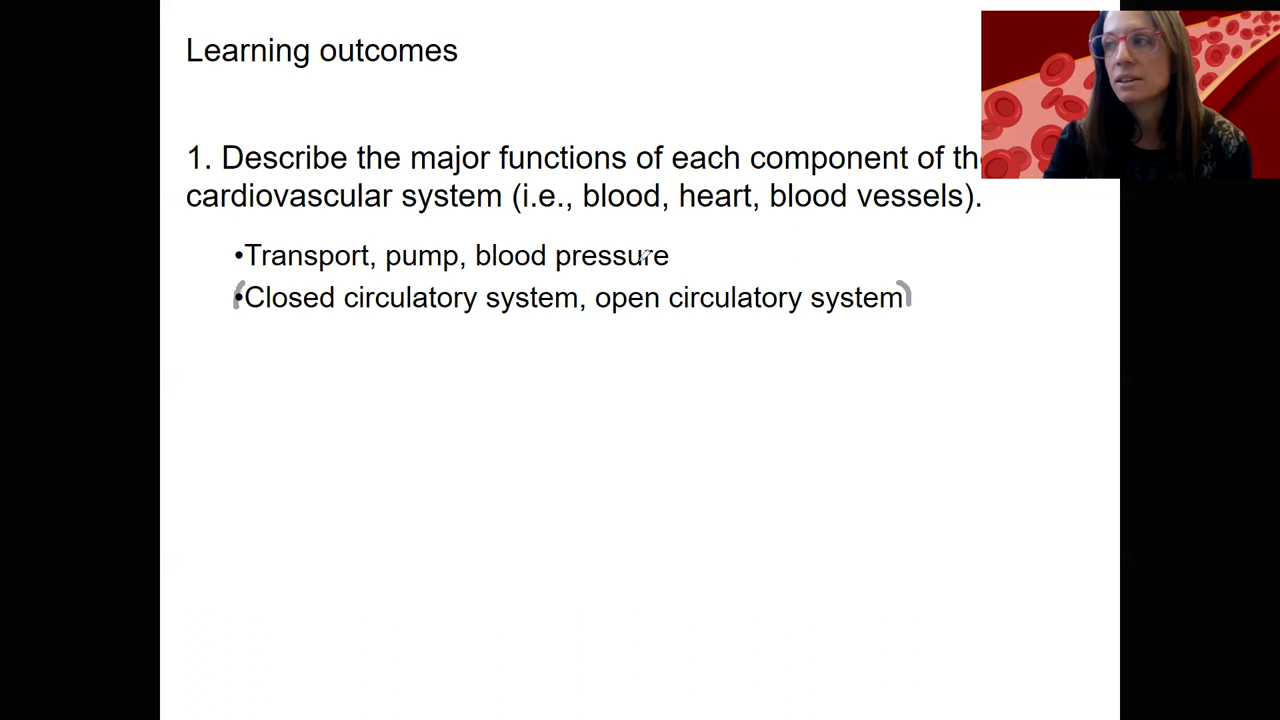 Learning outcomes
1. Describe the major functions of each component of th
cardiovascular system (i.e., blood, heart, blood vessels).
•Transport, pump, blood pressure
•Closed circulatory system, open circulatory system